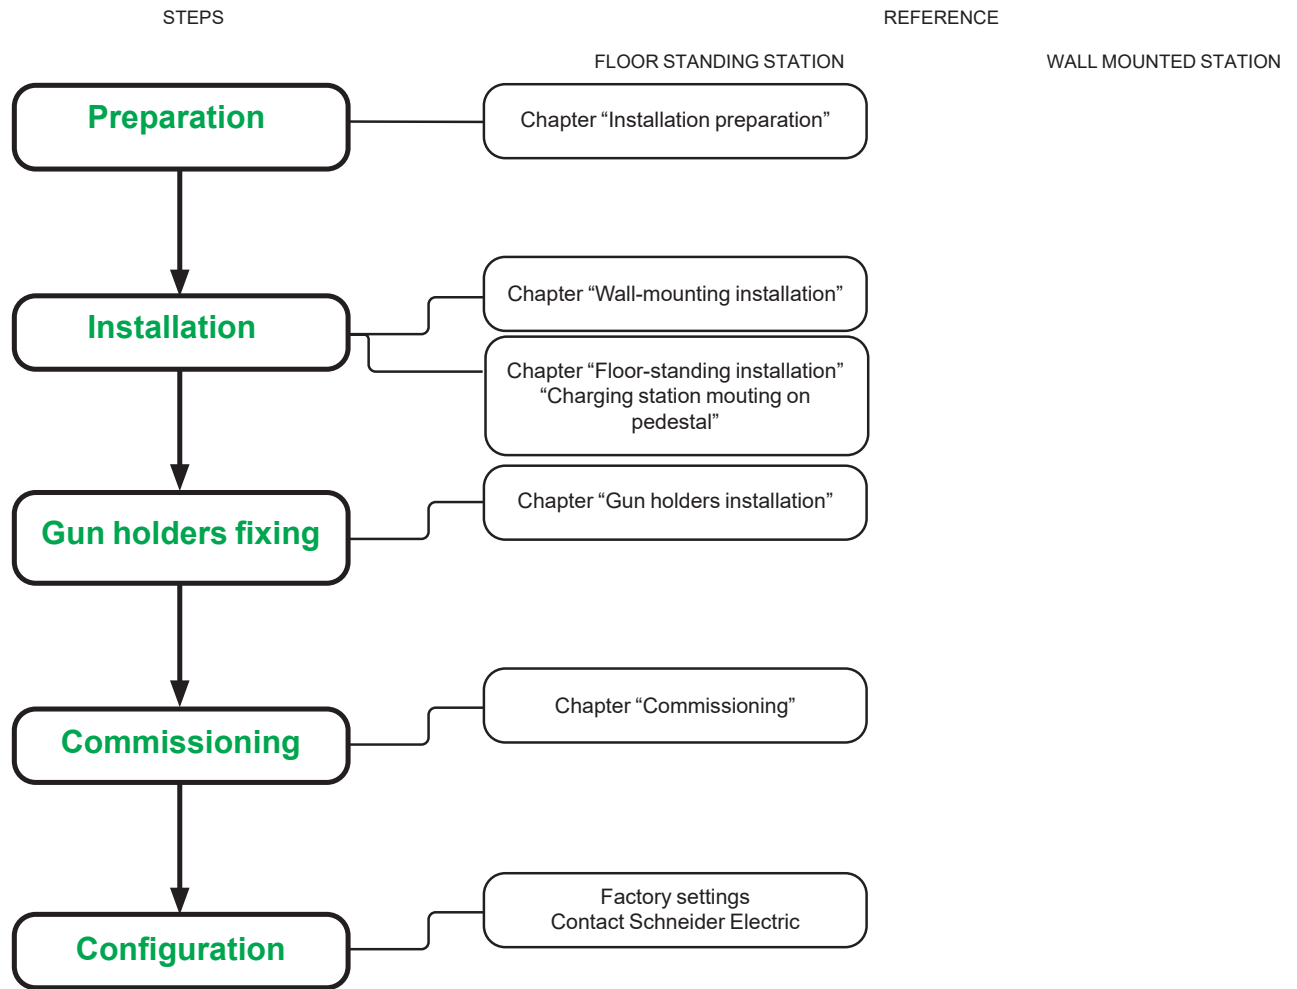 STEPS
REFERENCE
FLOOR STANDING STATION
WALL MOUNTED STATION
Preparation
Chapter “Installation preparation”
Installation
Chapter “Wall-mounting installation”
Chapter “Floor-standing installation”
“Charging station mouting on
pedestal”
Gun holders fixing
Chapter “Gun holders installation”
Commissioning
Chapter “Commissioning”
Configuration
Factory settings
Contact Schneider Electric